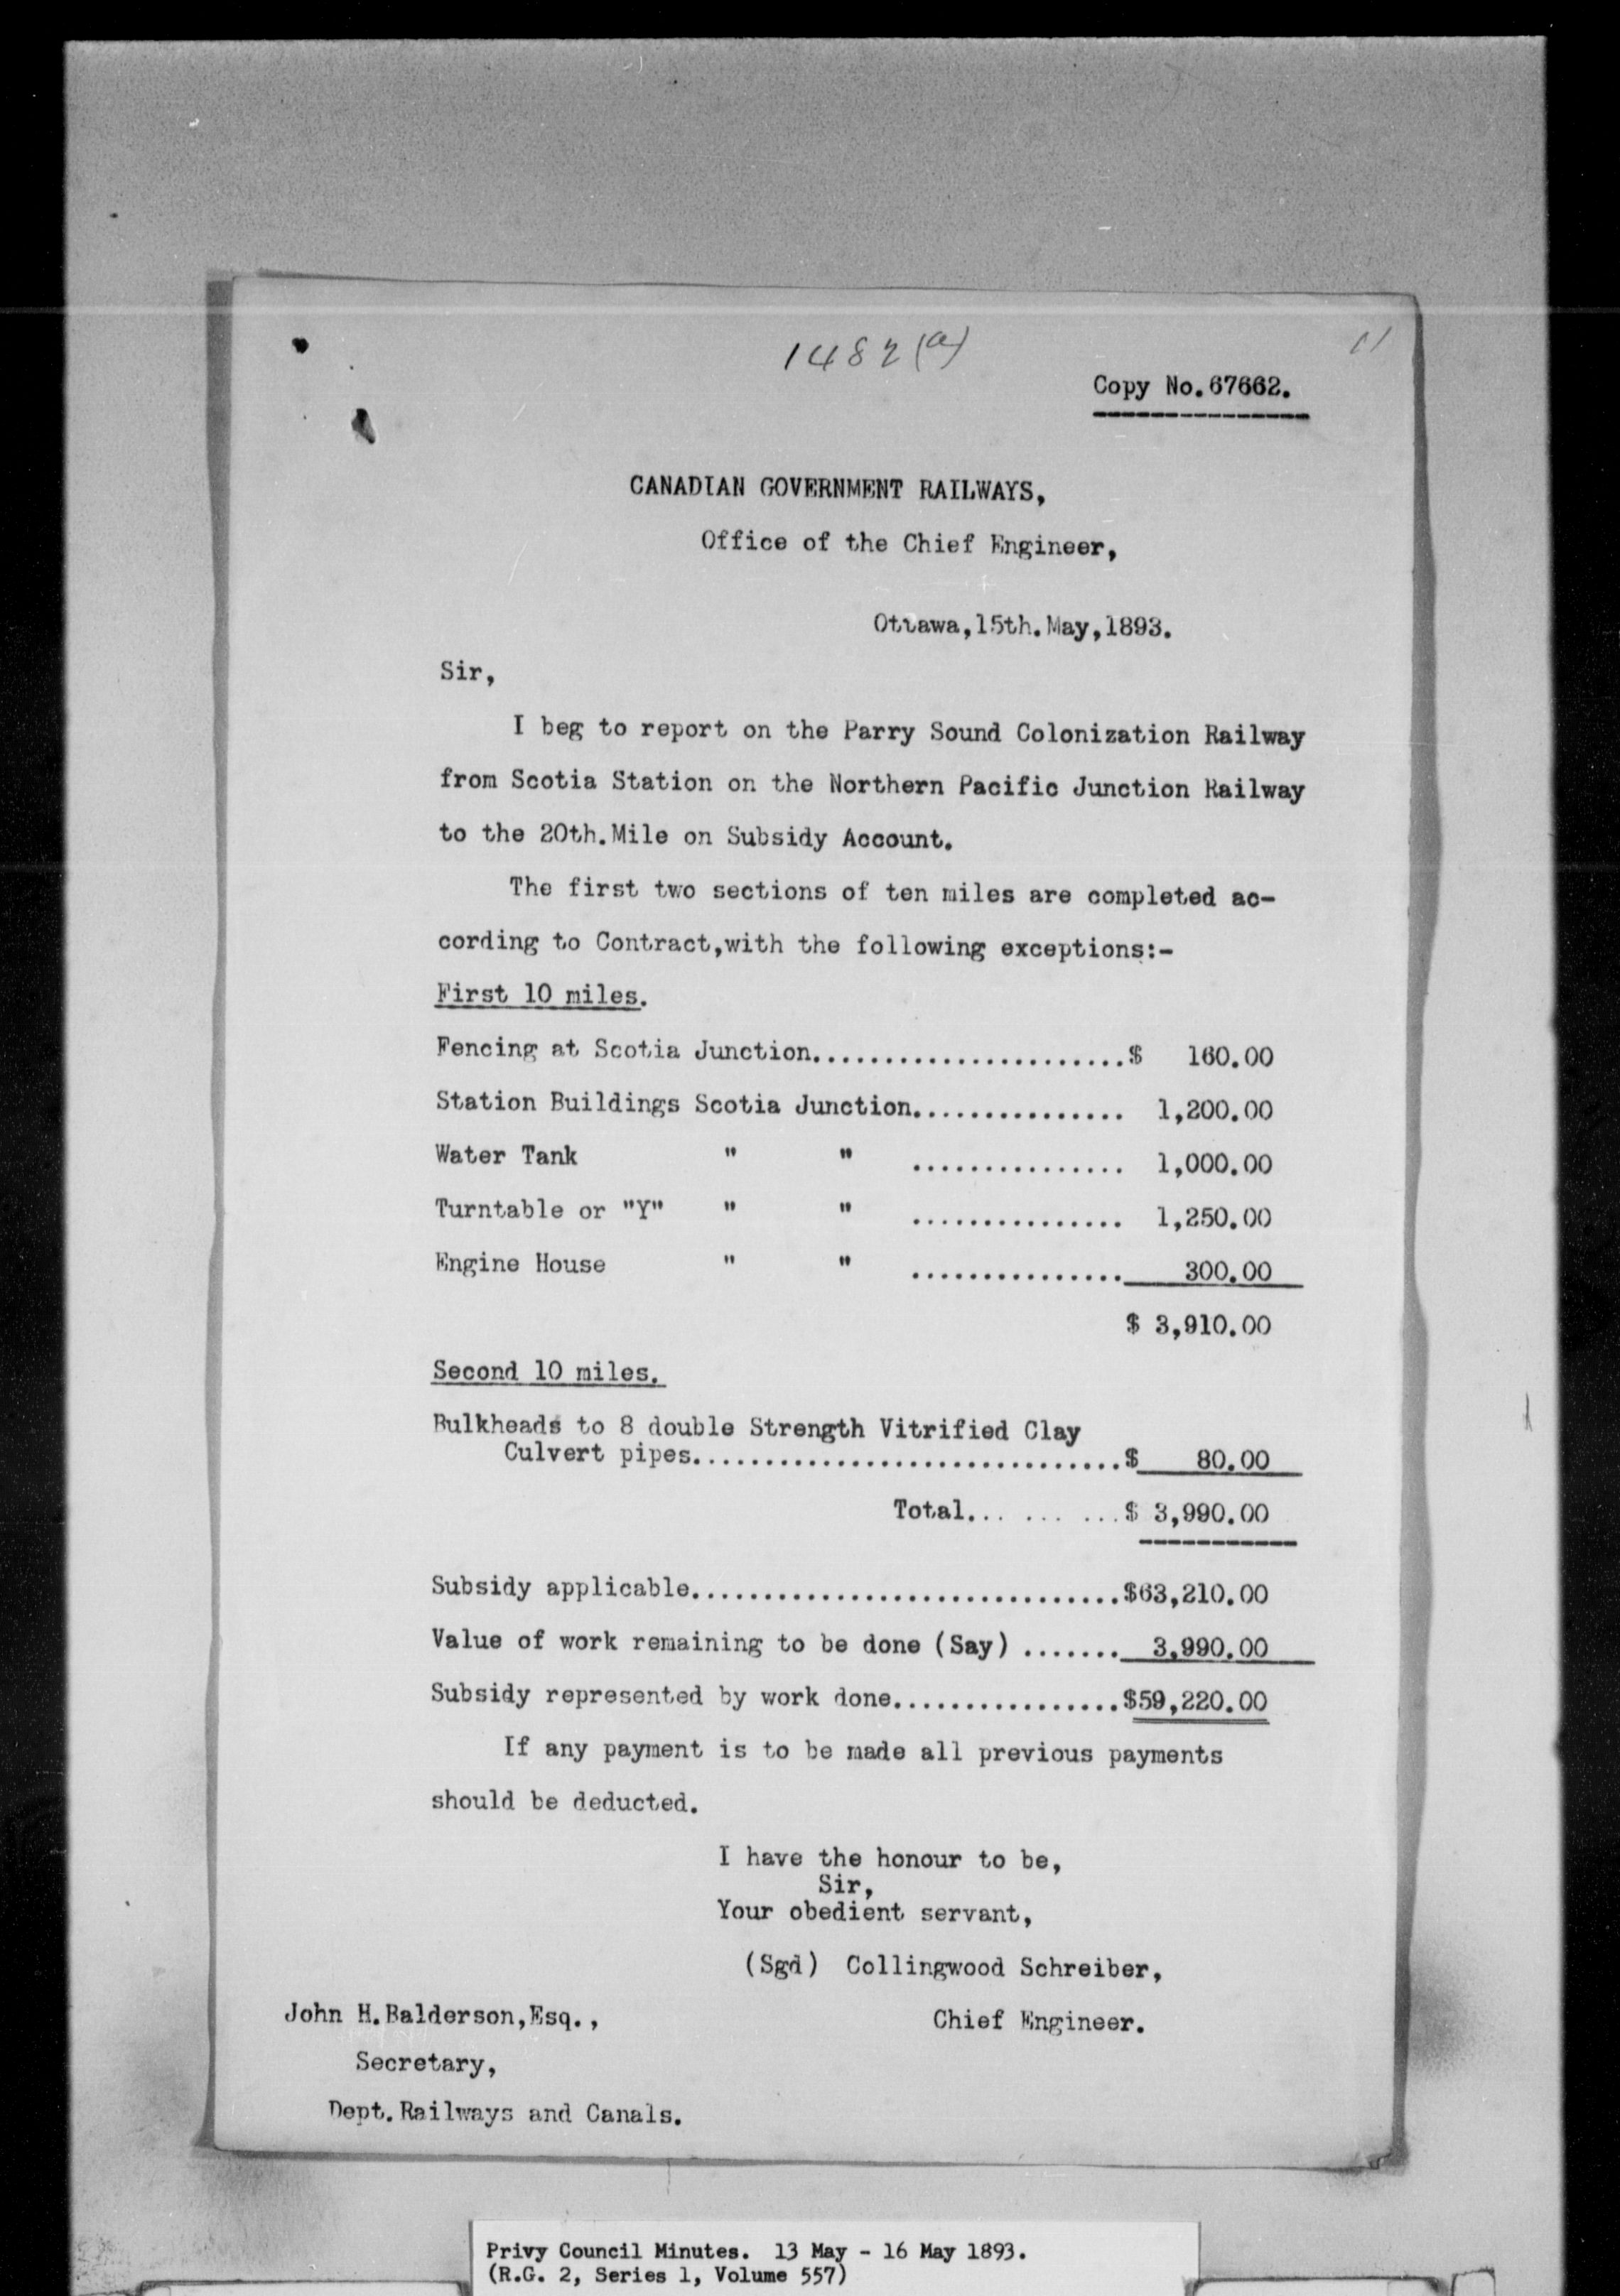 1482(a)
11
Copy No.67662.
CANADIAN GOVERNMENT RAILWAYS,
Office of the Chief Engineer,
Ottawa,15th.May,1893.
Sir,
I beg to report on the Parry Sound Colonization Railway
from Scotia Station on the Northern Pacific Junction Railway
to the 20th.Mile on Subsidy Account.
The first two sections of ten miles are completed ac-
cording to Contract,with the following exceptions:-
First 10 miles.
Fencing at Scotia Junction......................$ 160.00
Station Buildings Scotia Junction............... 1,200.00
Water Tank " " ............... 1,000.00
Turntable or "Y" " " ............... 1,250.00
Engine House " " ............... 300.00
$ 3,910.00
Second 10 miles.
Bulkheads to 8 double Strength Vitrified Clay
Culvert pipes..............................$ 80.00
Total... ... ...$ 3,990.00
Subsidy applicable..............................$63,210.00
Value of work remaining to be done (Say) ....... 3,990.00
Subsidy represented by work done................$59,220.00
If any payment is to be made all previous payments
should be deducted.
I have the honour to be,
Sir,
Your obedient servant,
(Sgd) Collingwood Schreiber,
Chief Engineer.
John H.Balderson,Esq.,
Secretary,
Dept.Railways and Canals.
Privy Council Minutes. 13 May - 16 May 1893.
(R.G. 2, Series 1, Volume 557)